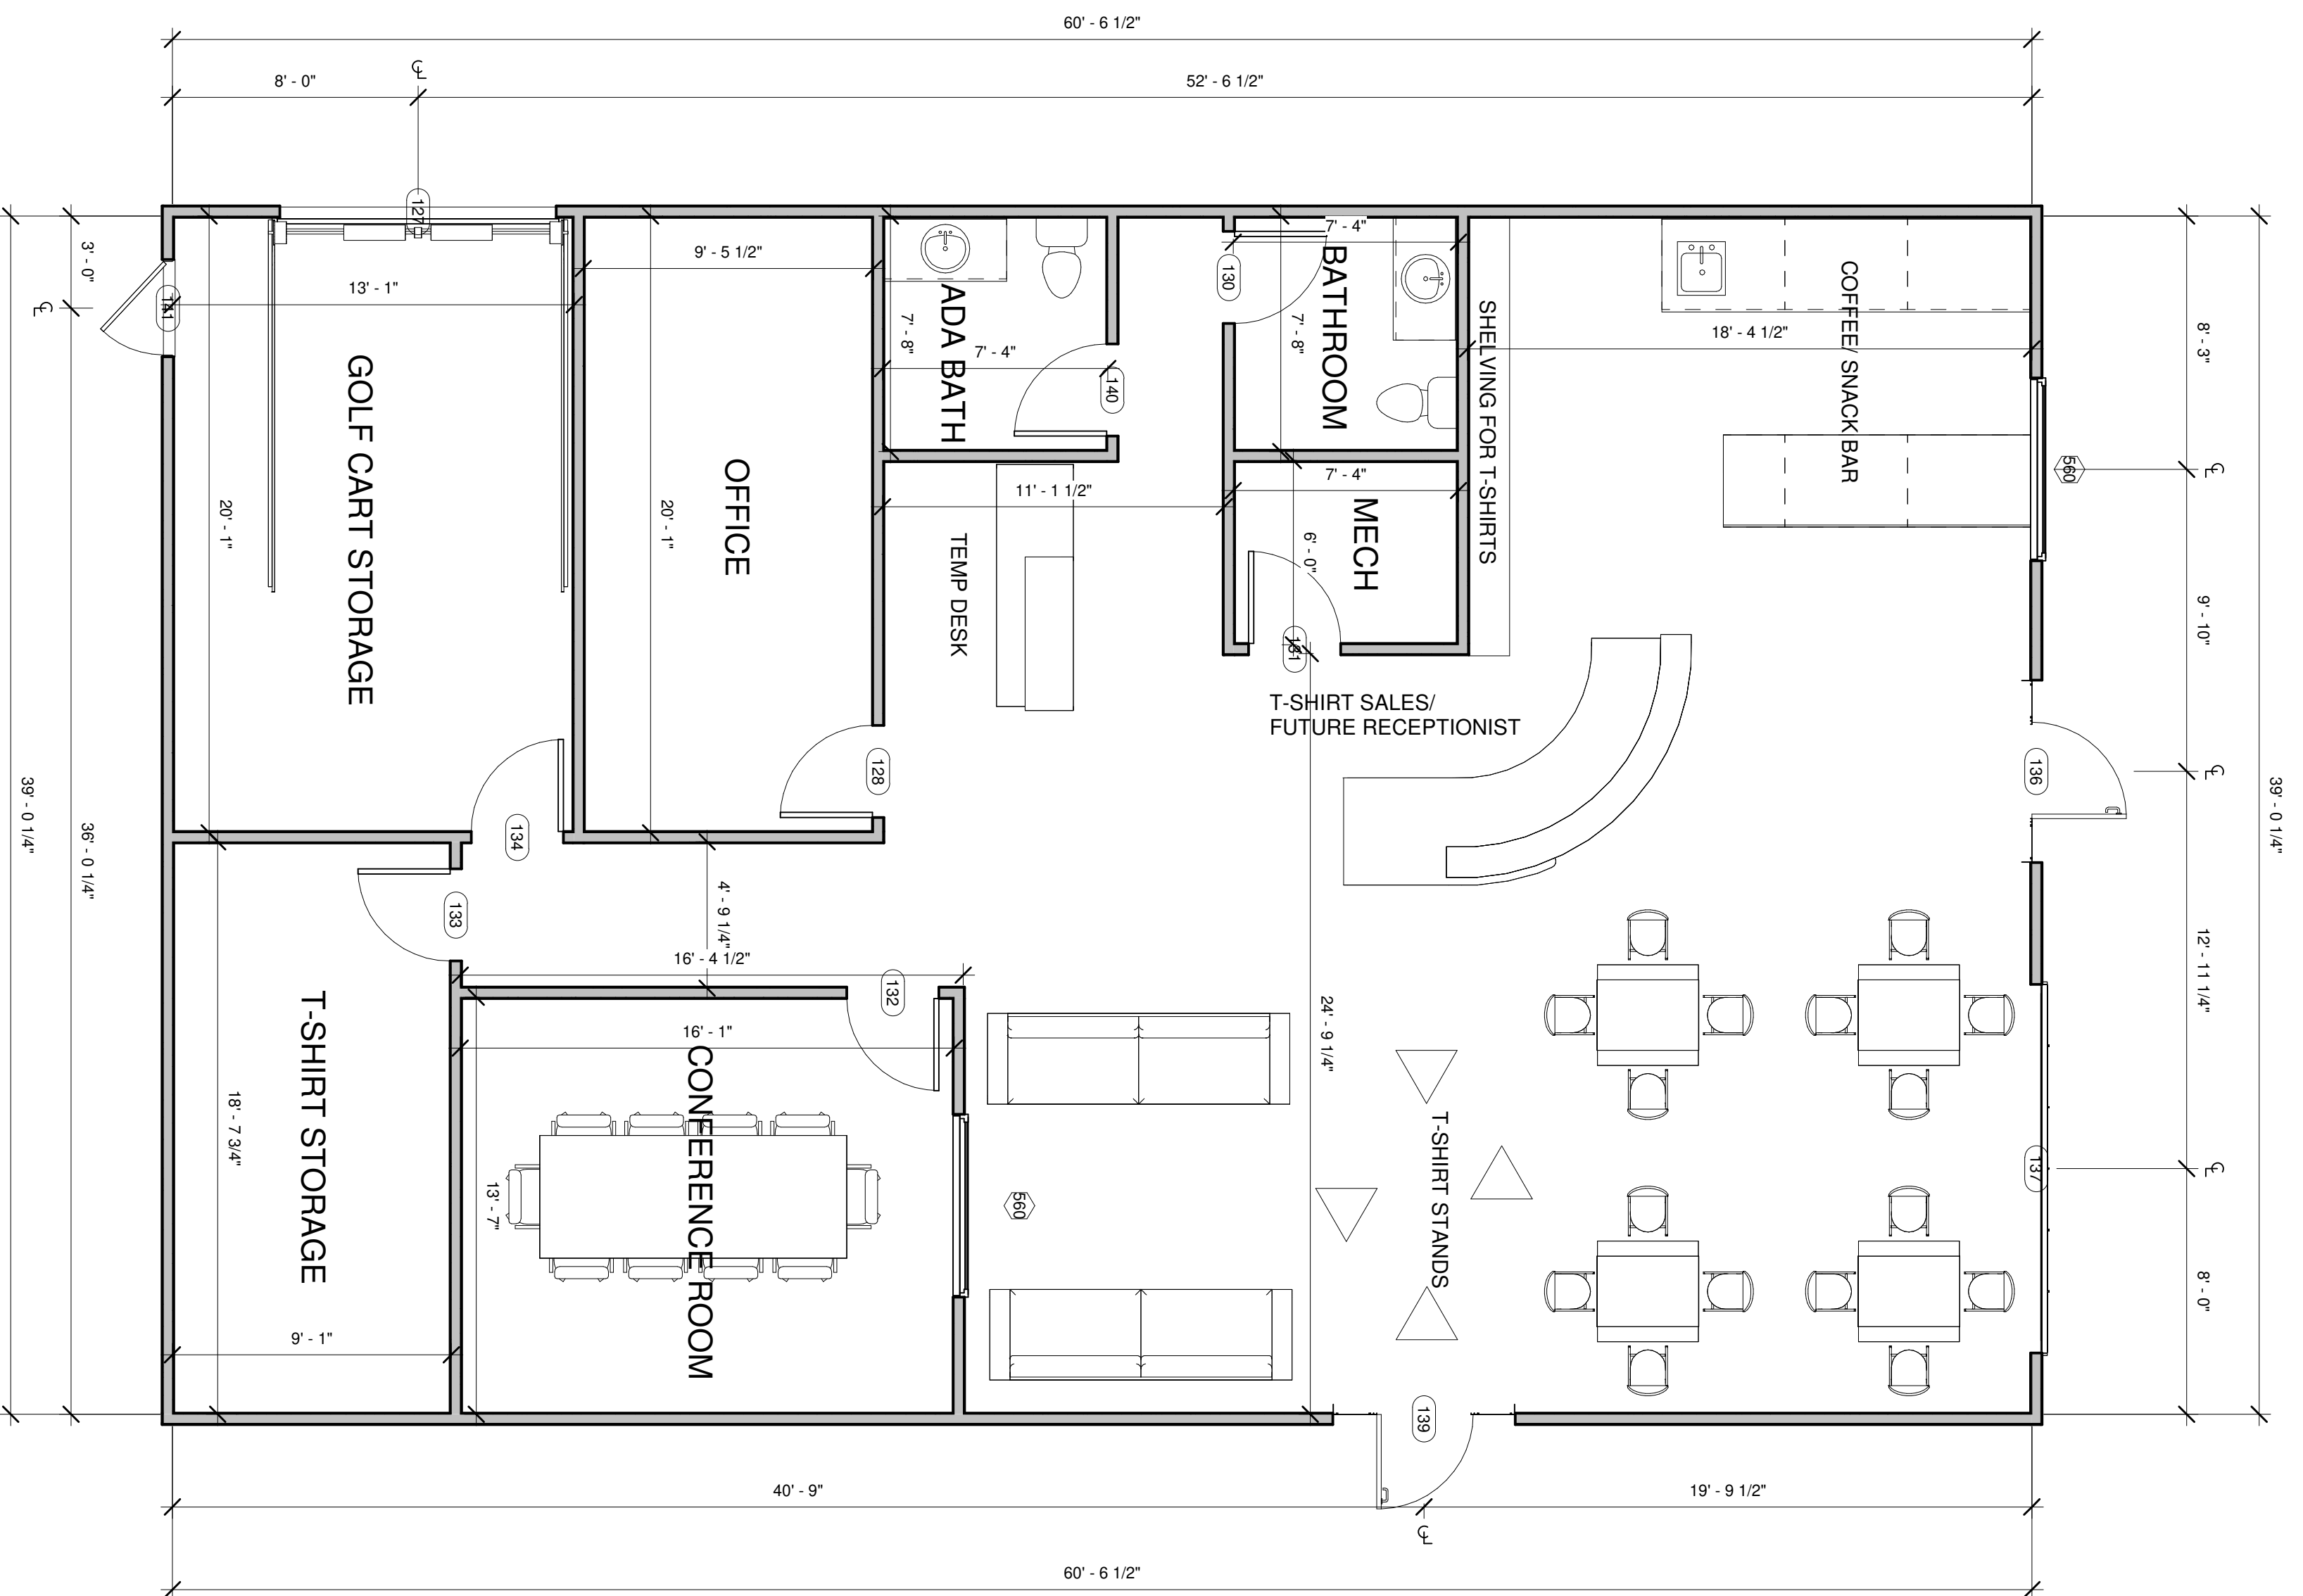 60' - 6 1/2"
8' - 0"
52' - 6 1/2"
127
3' - 0"
141
13' - 1"
9' - 5 1/2"
7' - 4"
130
7' - 8"
7' - 8"
7' - 4"
140
ADA BATH
BATHROOM
SHELVING FOR T-SHIRTS
18' - 4 1/2"
COFFEE/ SNACK BAR
8' - 3"
560
GOLF CART STORAGE
20' - 1"
OFFICE
20' - 1"
11' - 1 1/2"
7' - 4"
MECH
6' - 0"
TEMP DESK
131
9' - 10"
T-SHIRT SALES/
FUTURE RECEPTIONIST
128
136
39' - 0 1/4"
36' - 0 1/4"
39' - 0 1/4"
134
133
4' - 9 1/4"
16' - 4 1/2"
132
12' - 11 1/4"
16' - 1"
24' - 9 1/4"
T-SHIRT STORAGE
18' - 7 3/4"
CONFERENCE ROOM
13' - 7"
560
T-SHIRT STANDS
137
8' - 0"
9' - 1"
139
40' - 9"
19' - 9 1/2"
60' - 6 1/2"